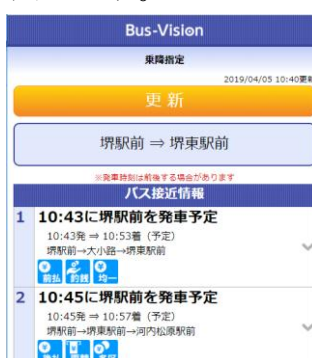 Bus-Vision
乗降指定
2019/04/05 10:40更新
更新
堺駅前 ⇒ 堺東駅前
※発車時刻は前後する場合があります
バス接近情報
1 10:43に堺駅前を発車予定
10:43発 ⇒ 10:53着（予定）
堺駅前→大小路→堺東駅前
前払 釣銭 均一
2 10:45に堺駅前を発車予定
10:45発 ⇒ 10:57着（予定）
堺駅前→堺東駅前→河内松原駅前